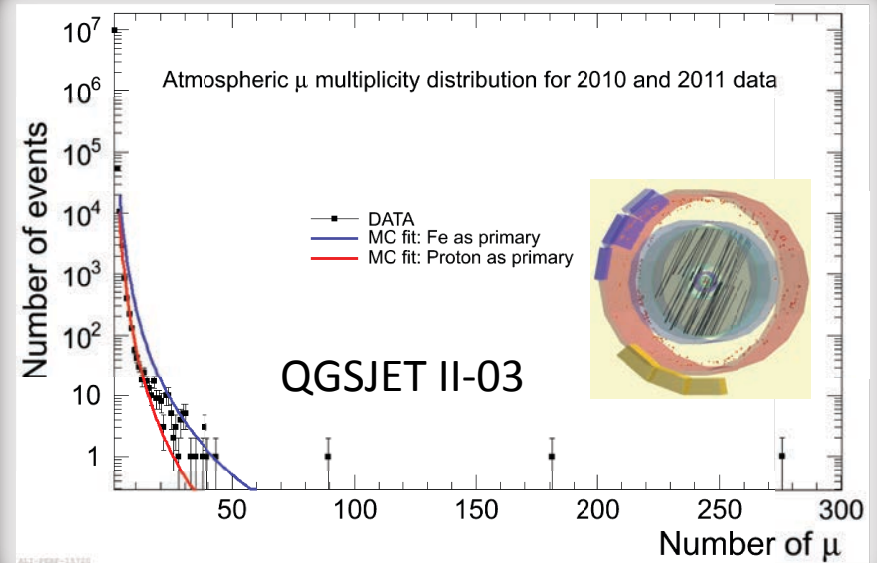 Atmospheric μ multiplicity distribution for 2010 and 2011 data
Number of events
10⁷
10⁶
10⁵
10⁴
10³
10²
10
1
DATA
MC fit: Fe as primary
MC fit: Proton as primary
QGSJET II-03
50
100
150
200
250
300
Number of μ